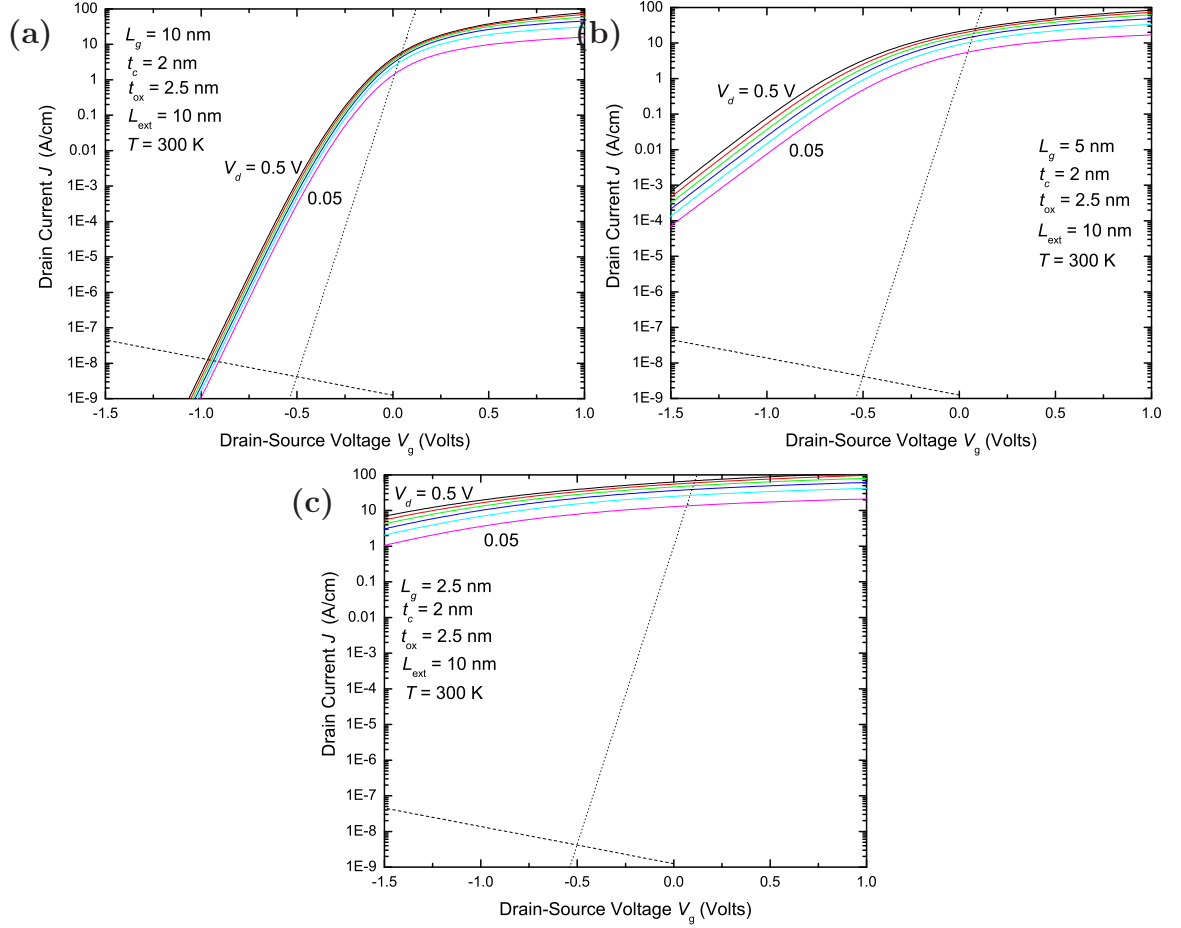 (a)
100
10
1
0.1
0.01
1E-3
1E-4
1E-5
1E-6
1E-7
1E-8
1E-9
Drain Current J (A/cm)
L_g = 10 nm
t_c = 2 nm
t_ox = 2.5 nm
L_ext = 10 nm
T = 300 K
V_d = 0.5 V
0.05
-1.5 -1.0 -0.5 0.0 0.5 1.0
Drain-Source Voltage V_g (Volts)
(b)
100
10
1
0.1
0.01
1E-3
1E-4
1E-5
1E-6
1E-7
1E-8
1E-9
Drain Current J (A/cm)
V_d = 0.5 V
0.05
L_g = 5 nm
t_c = 2 nm
t_ox = 2.5 nm
L_ext = 10 nm
T = 300 K
-1.5 -1.0 -0.5 0.0 0.5 1.0
Drain-Source Voltage V_g (Volts)
(c)
100
10
1
0.1
0.01
1E-3
1E-4
1E-5
1E-6
1E-7
1E-8
1E-9
Drain Current J (A/cm)
V_d = 0.5 V
0.05
L_g = 2.5 nm
t_c = 2 nm
t_ox = 2.5 nm
L_ext = 10 nm
T = 300 K
-1.5 -1.0 -0.5 0.0 0.5 1.0
Drain-Source Voltage V_g (Volts)